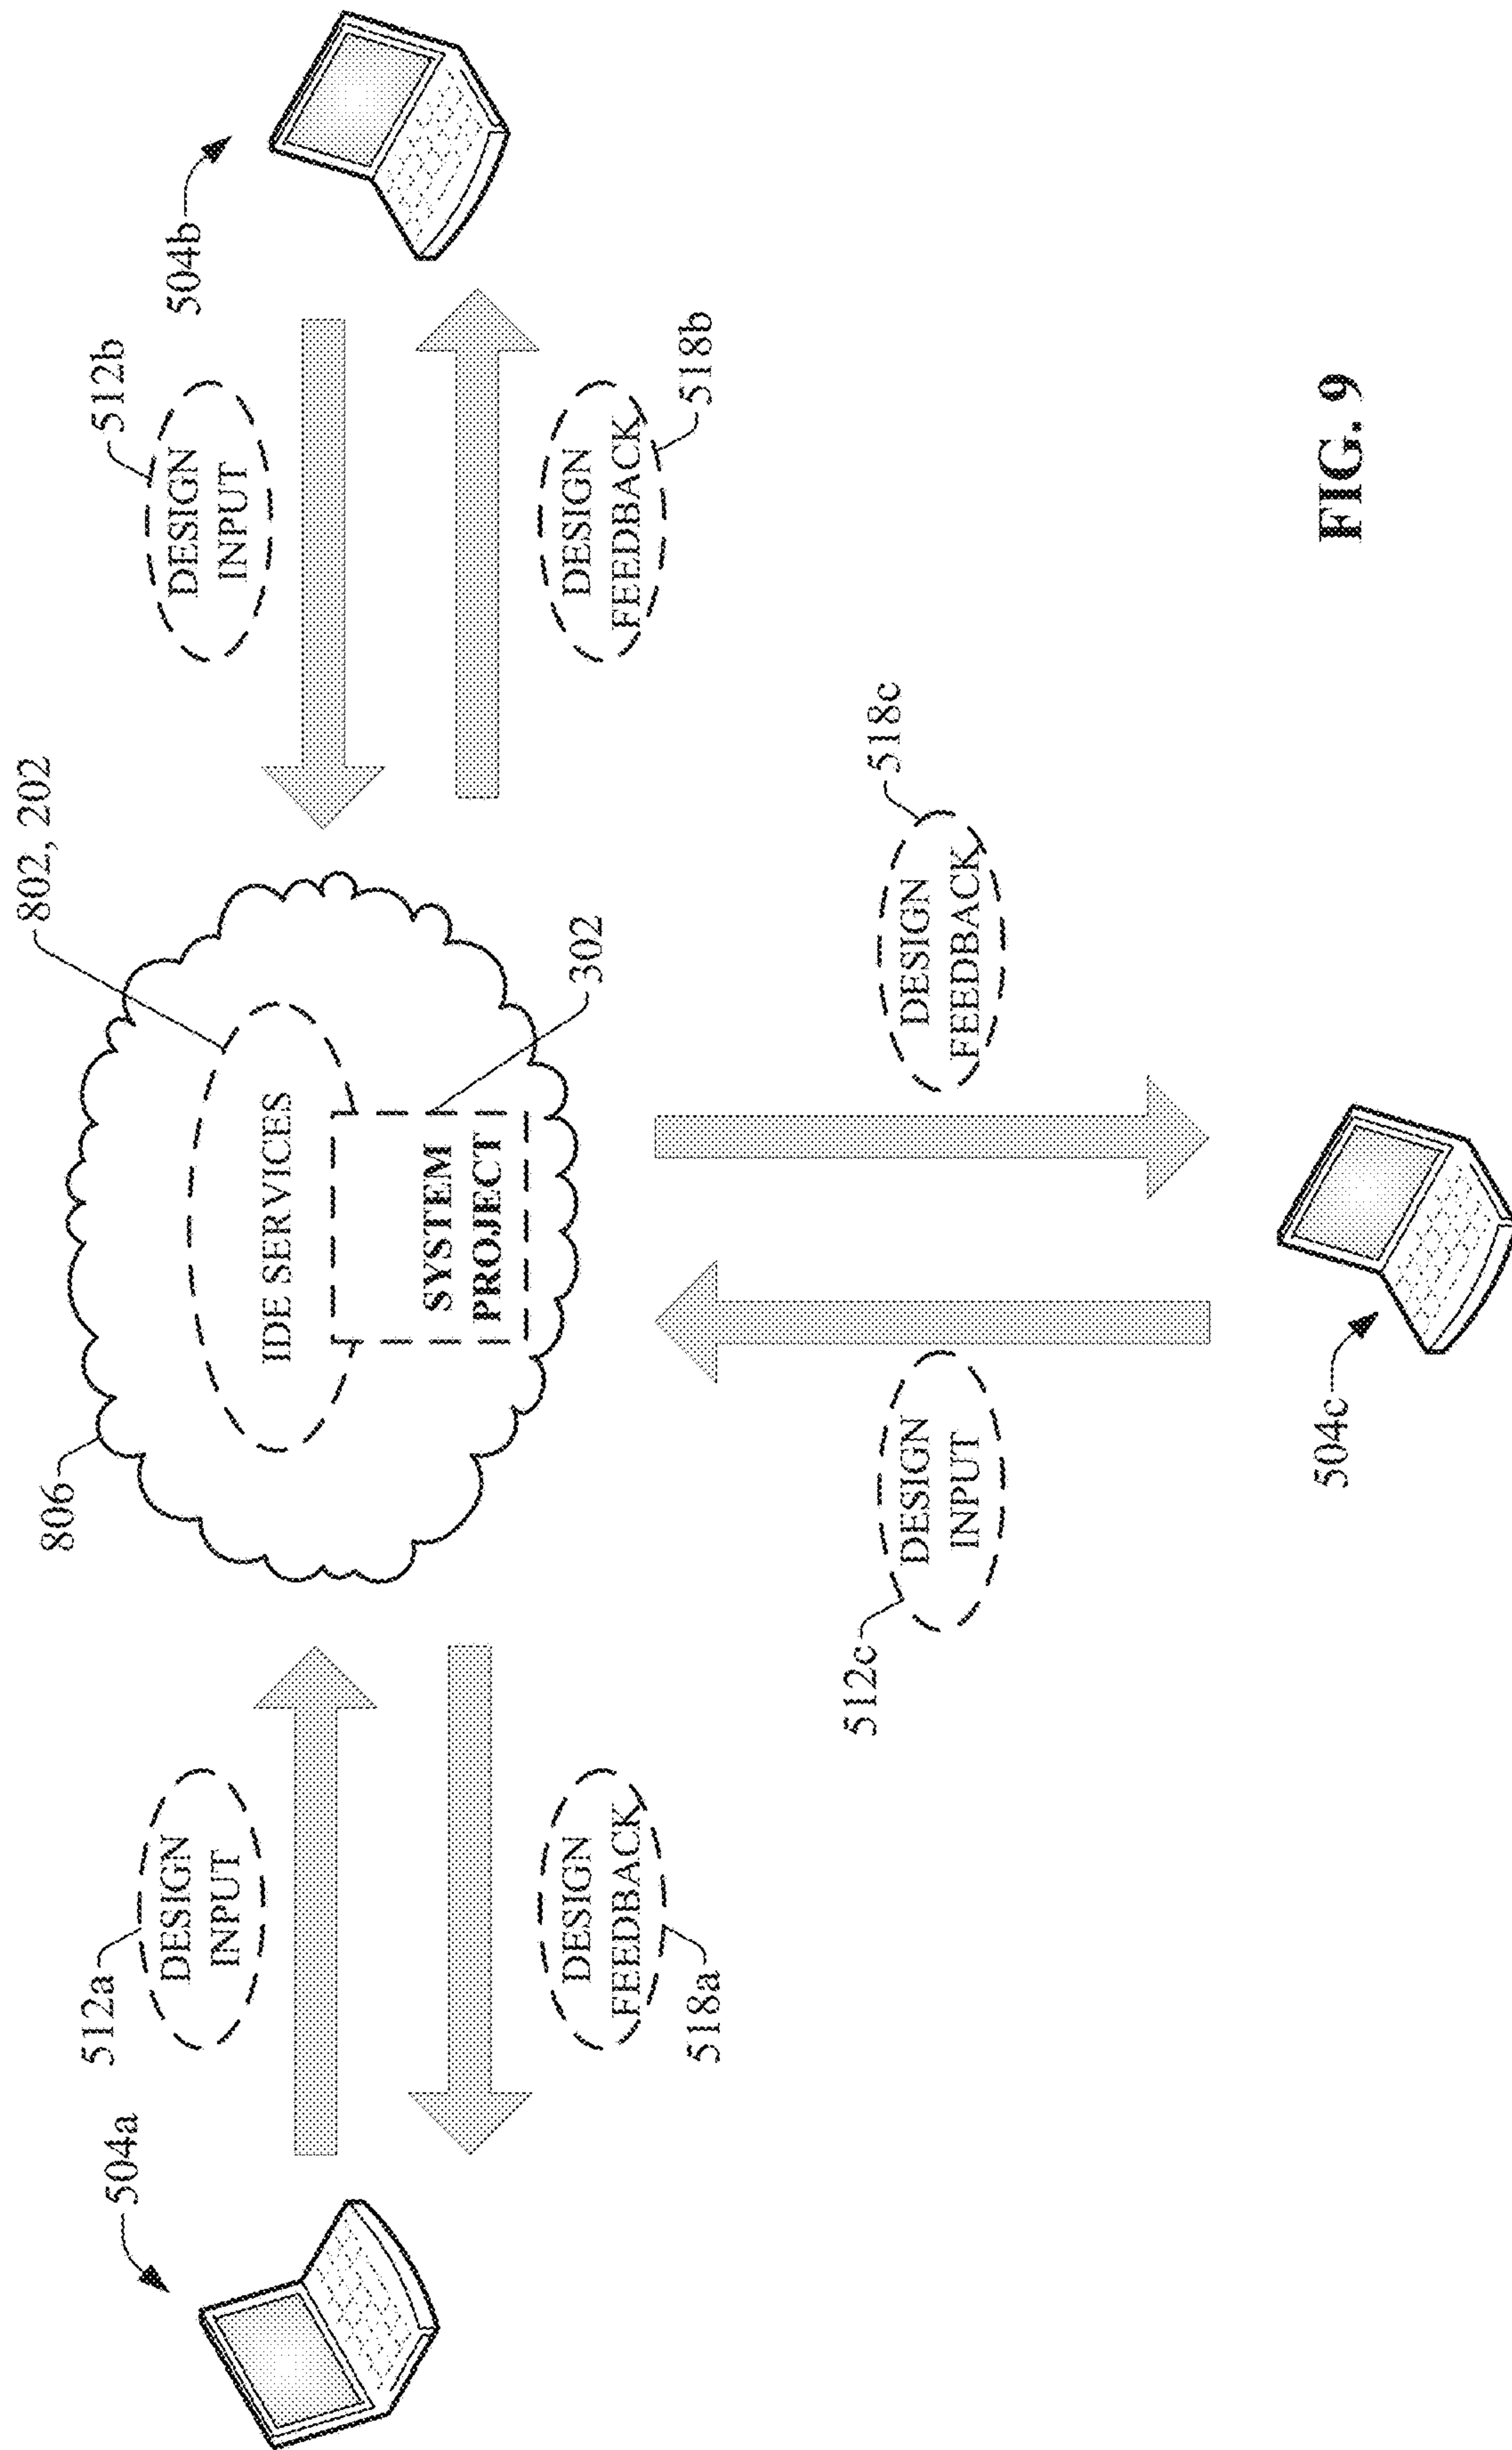 802, 202
806
IDE SERVICES
SYSTEM
PROJECT
302
504a
512a
DESIGN
INPUT
DESIGN
FEEDBACK
518a
512b
DESIGN
INPUT
504b
DESIGN
FEEDBACK
518b
512c
DESIGN
INPUT
518c
DESIGN
FEEDBACK
504c
FIG. 9